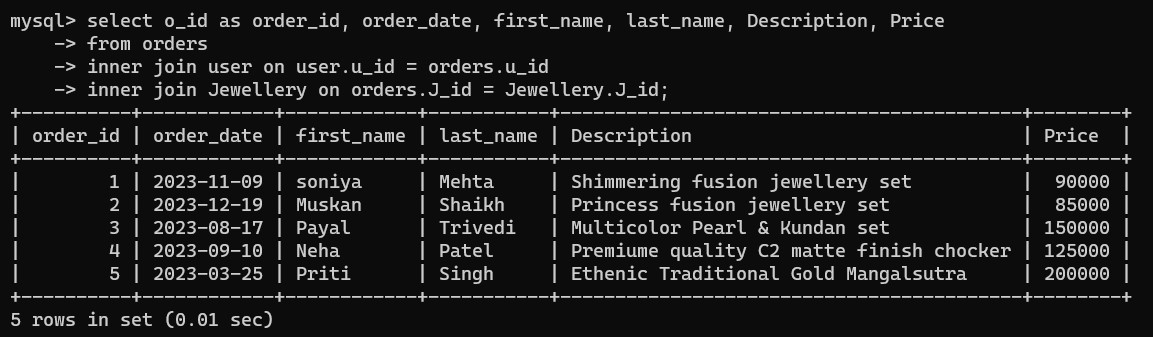 mysql> select o_id as order_id, order_date, first_name, last_name, Description, Price
    -> from orders
    -> inner join user on user.u_id = orders.u_id
    -> inner join Jewellery on orders.J_id = Jewellery.J_id;
+----------+------------+------------+-----------+------------------------------------------+--------+
| order_id | order_date | first_name | last_name | Description                              | Price  |
+----------+------------+------------+-----------+------------------------------------------+--------+
|        1 | 2023-11-09 | soniya     | Mehta     | Shimmering fusion jewellery set          |  90000 |
|        2 | 2023-12-19 | Muskan     | Shaikh    | Princess fusion jewellery set            |  85000 |
|        3 | 2023-08-17 | Payal      | Trivedi   | Multicolor Pearl & Kundan set            | 150000 |
|        4 | 2023-09-10 | Neha       | Patel     | Premiume quality C2 matte finish chocker | 125000 |
|        5 | 2023-03-25 | Priti      | Singh     | Ethenic Traditional Gold Mangalsutra     | 200000 |
+----------+------------+------------+-----------+------------------------------------------+--------+
5 rows in set (0.01 sec)